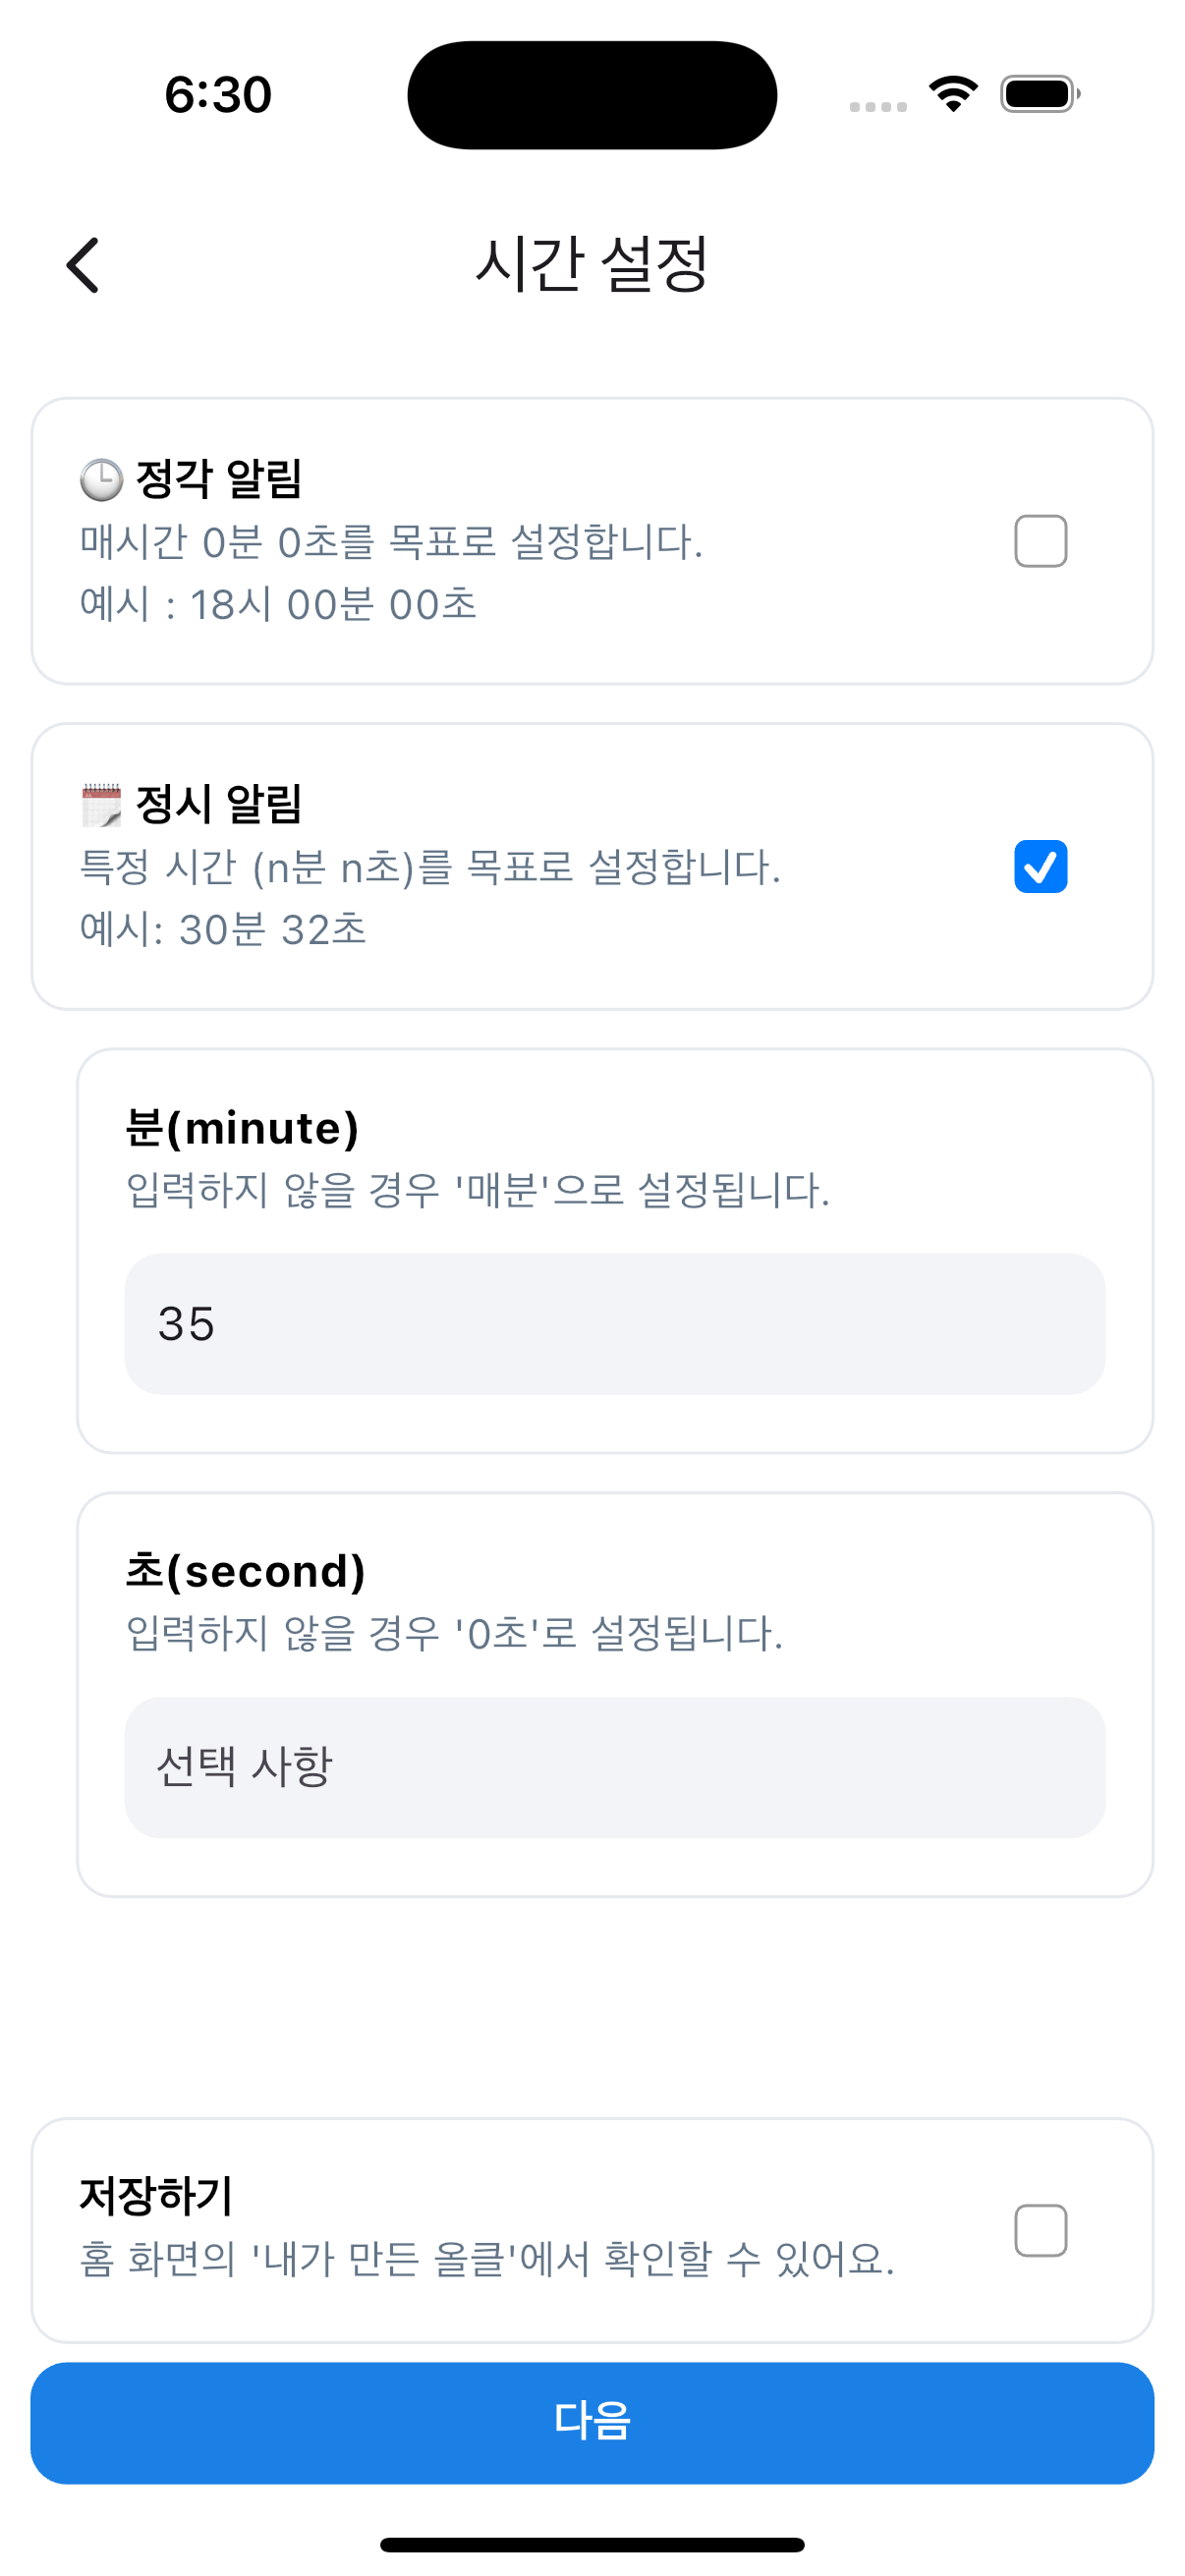 6:30
시간 설정
정각 알림
매시간 0분 0초를 목표로 설정합니다.
예시 : 18시 00분 00초
정시 알림
특정 시간 (n분 n초)를 목표로 설정합니다.
예시: 30분 32초
분(minute)
입력하지 않을 경우 '매분'으로 설정됩니다.
35
초(second)
입력하지 않을 경우 '0초'로 설정됩니다.
선택 사항
저장하기
홈 화면의 '내가 만든 올클'에서 확인할 수 있어요.
다음